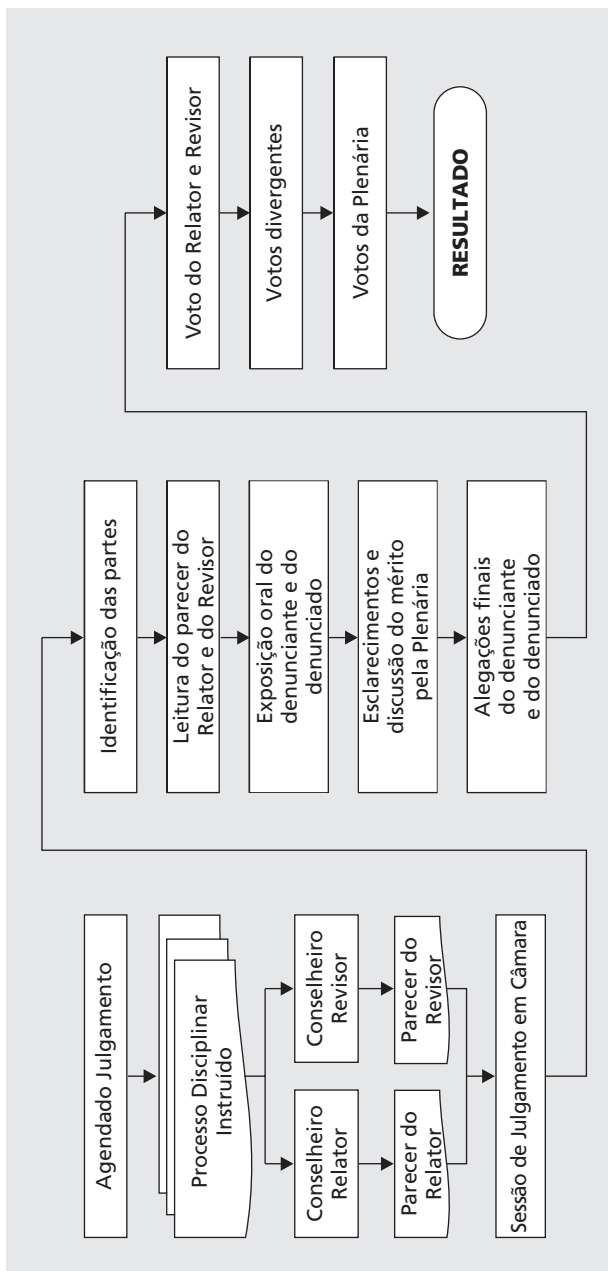 Agendado Julgamento
Processo Disciplinar
Instruído
Conselheiro
Relator
Conselheiro
Revisor
Parecer do
Relator
Parecer do
Revisor
Sessão de Julgamento em Câmara
Identificação das partes
Leitura do parecer do
Relator e do Revisor
Exposição oral do
denunciante e do
denunciado
Esclarecimentos e
discussão do mérito
pela Plenária
Alegações finais
do denunciante
e do denunciado
Voto do Relator e Revisor
Votos divergentes
Votos da Plenária
RESULTADO